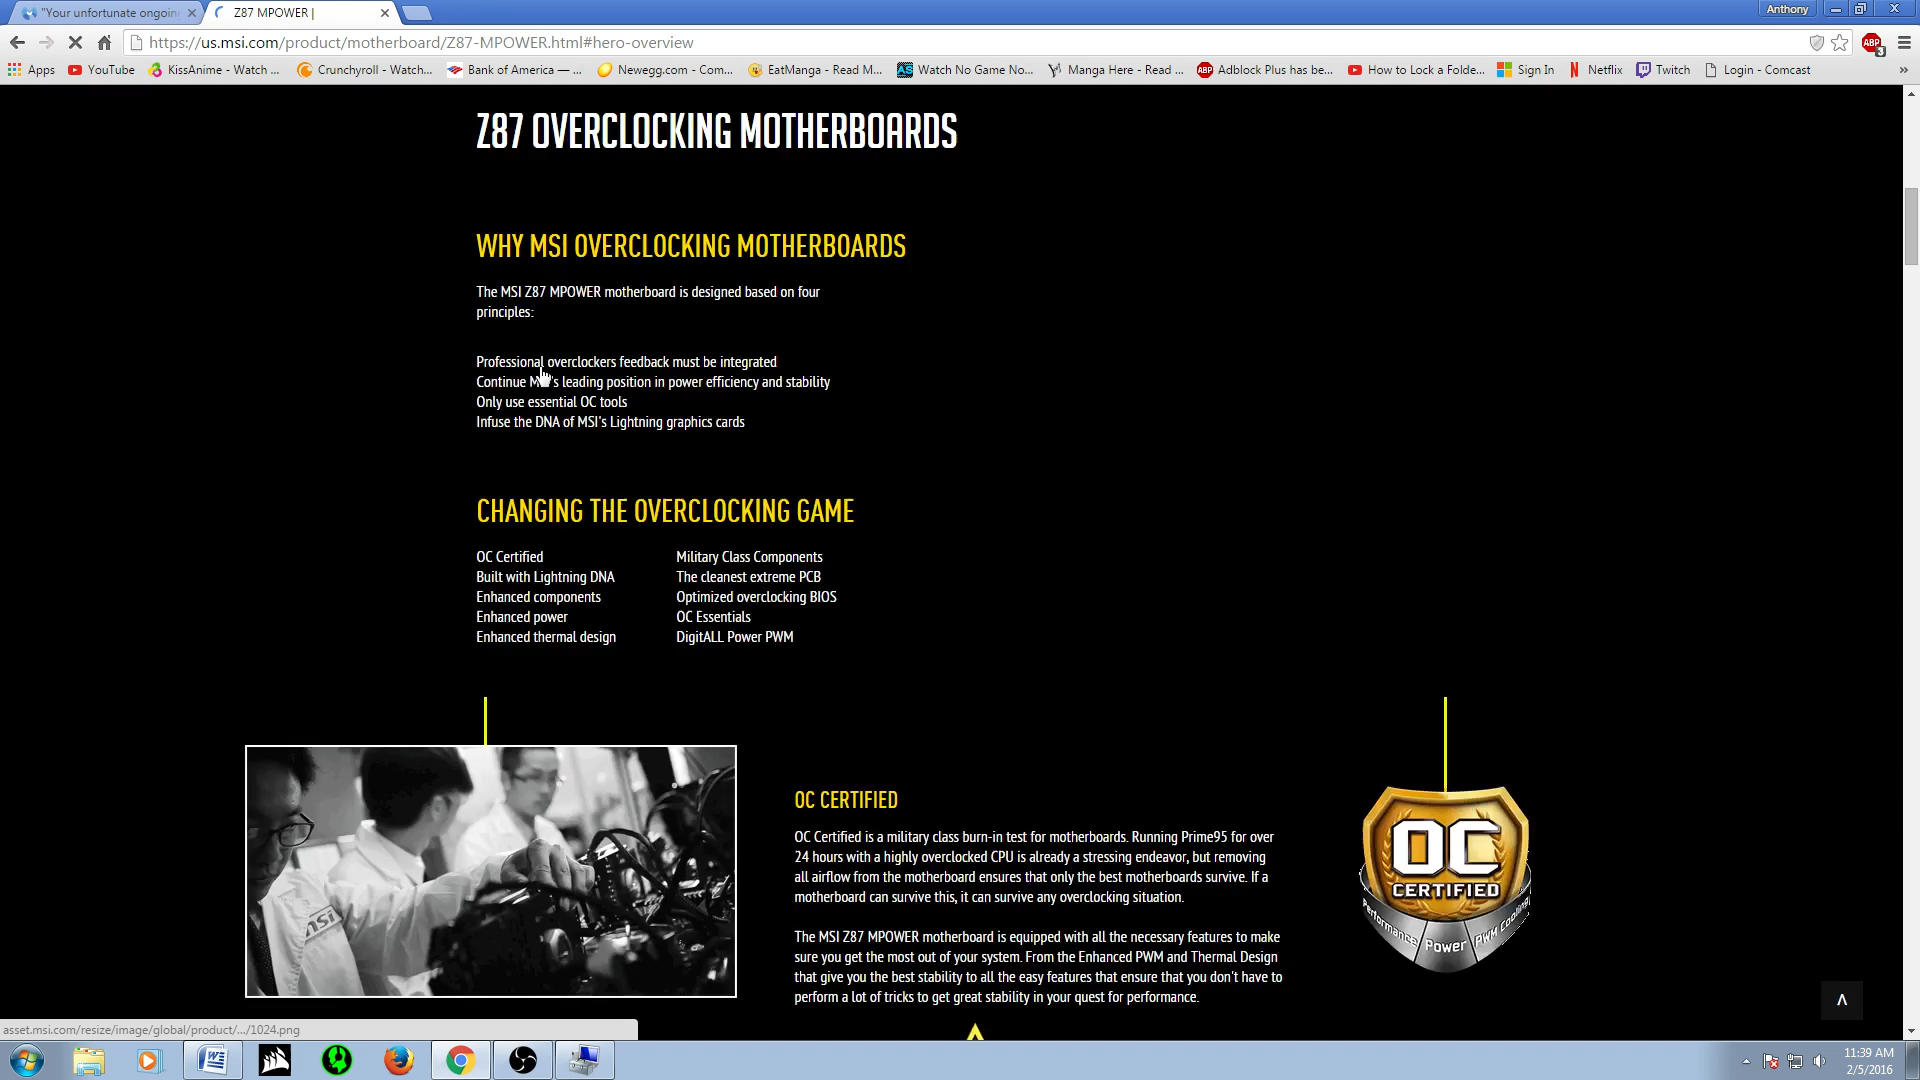 "Your unfortunate ongoin
Z87 MPOWER |
Anthony
https://us.msi.com/product/motherboard/Z87-MPOWER.html#hero-overview
ABP
3
Apps
YouTube
KissAnime - Watch ...
Crunchyroll - Watch...
Bank of America — ...
Newegg.com - Com...
EatManga - Read M...
Watch No Game No...
Manga Here - Read ...
Adblock Plus has be...
How to Lock a Folde...
Sign In
Netflix
Twitch
Login - Comcast
Z87 OVERCLOCKING MOTHERBOARDS
WHY MSI OVERCLOCKING MOTHERBOARDS
The MSI Z87 MPOWER motherboard is designed based on four
principles:
Professional overclockers feedback must be integrated
Continue MSI's leading position in power efficiency and stability
Only use essential OC tools
Infuse the DNA of MSI's Lightning graphics cards
CHANGING THE OVERCLOCKING GAME
OC Certified
Built with Lightning DNA
Enhanced components
Enhanced power
Enhanced thermal design
Military Class Components
The cleanest extreme PCB
Optimized overclocking BIOS
OC Essentials
DigitALL Power PWM
msi
OC CERTIFIED
OC Certified is a military class burn-in test for motherboards. Running Prime95 for over
24 hours with a highly overclocked CPU is already a stressing endeavor, but removing
all airflow from the motherboard ensures that only the best motherboards survive. If a
motherboard can survive this, it can survive any overclocking situation.
The MSI Z87 MPOWER motherboard is equipped with all the necessary features to make
sure you get the most out of your system. From the Enhanced PWM and Thermal Design
that give you the best stability to all the easy features that ensure that you don't have to
perform a lot of tricks to get great stability in your quest for performance.
OC
CERTIFIED
Performance
Power
PWM Cooling
asset.msi.com/resize/image/global/product/.../1024.png
11:39 AM
2/5/2016